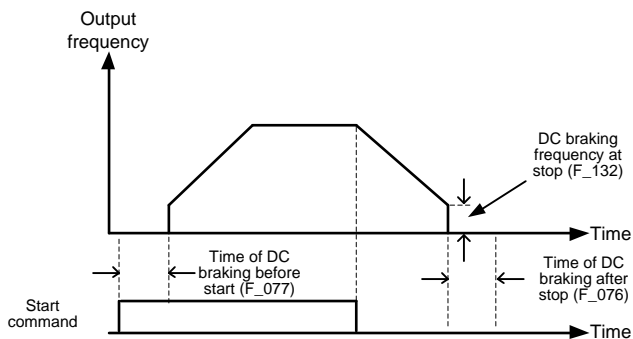 Output
frequency
DC braking
frequency at
stop (F_132)
Time
Time of DC
braking before
start (F_077)
Time of DC
braking after
stop (F_076)
Start
command
Time